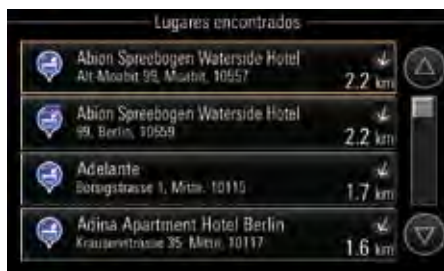 Lugares encontrados
Abion Spreebogen Waterside Hotel
Alt-Moabit 99, Moabit, 10557
2.2 km
Abion Spreebogen Waterside Hotel
99, Berlin, 10559
2.2 km
Adelante
Borsigstrasse 1, Mitte, 10115
1.7 km
Adina Apartment Hotel Berlin
Krausenstrasse 35, Mitte, 10117
1.6 km